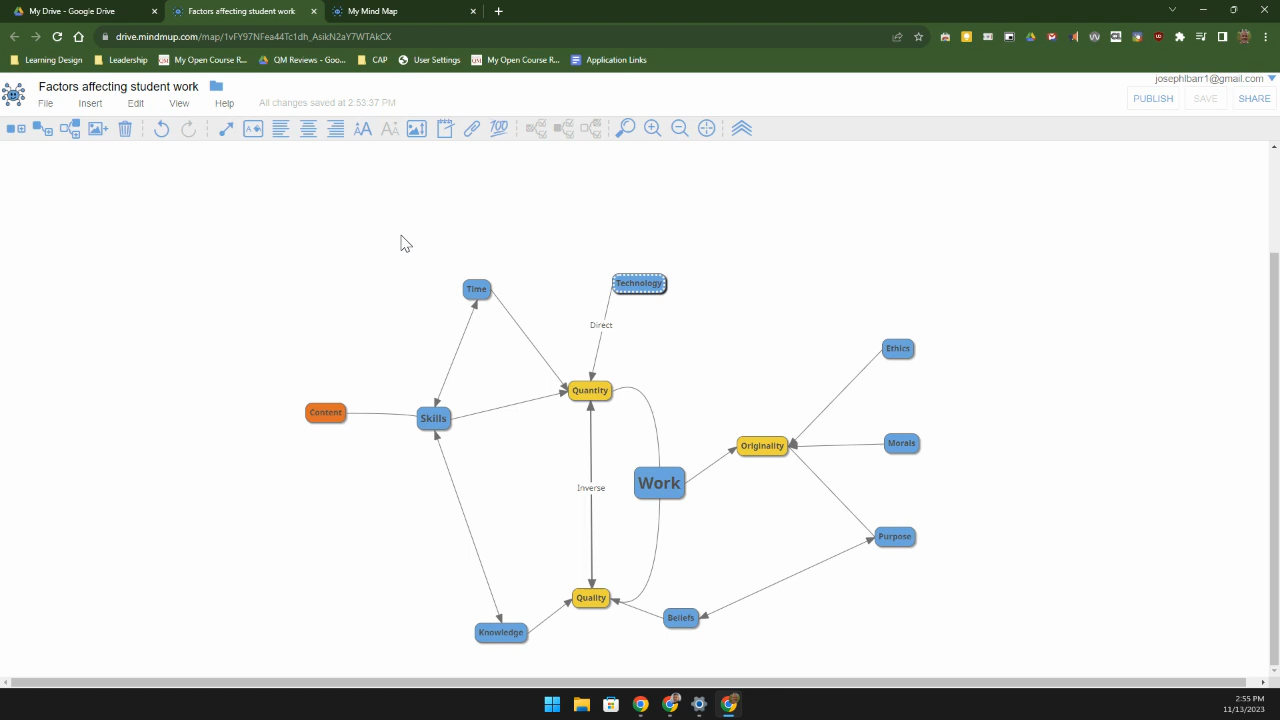 My Drive - Google Drive
Factors affecting student work
My Mind Map
drive.mindmup.com/map/1vFY97NFea44Tc1dh_AsikN2aY7WTAkCX
Learning Design
Leadership
My Open Course R...
QM Reviews - Goo...
CAP
User Settings
My Open Course R...
Application Links
Factors affecting student work
josephlbarr1@gmail.com
File
Insert
Edit
View
Help
All changes saved at 2:53:37 PM
PUBLISH
SAVE
SHARE
Technology
Time
Direct
Ethics
Quantity
Content
Skills
Originality
Morals
Work
Inverse
Purpose
Quality
Beliefs
Knowledge
2:55 PM
11/13/2023